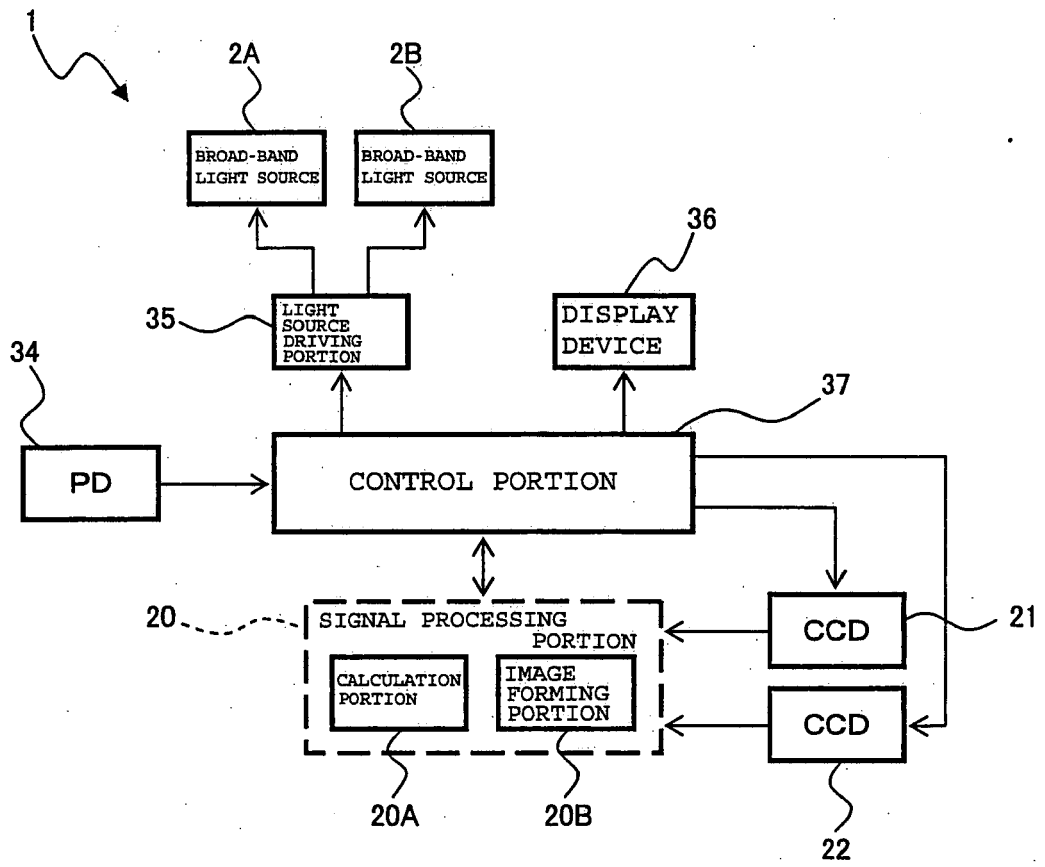 1
2A
2B
BROAD-BAND
LIGHT SOURCE
BROAD-BAND
LIGHT SOURCE
36
35
LIGHT
SOURCE
DRIVING
PORTION
DISPLAY
DEVICE
34
37
PD
CONTROL PORTION
20
SIGNAL PROCESSING
PORTION
CCD
21
CALCULATION
PORTION
IMAGE
FORMING
PORTION
CCD
20A
20B
22